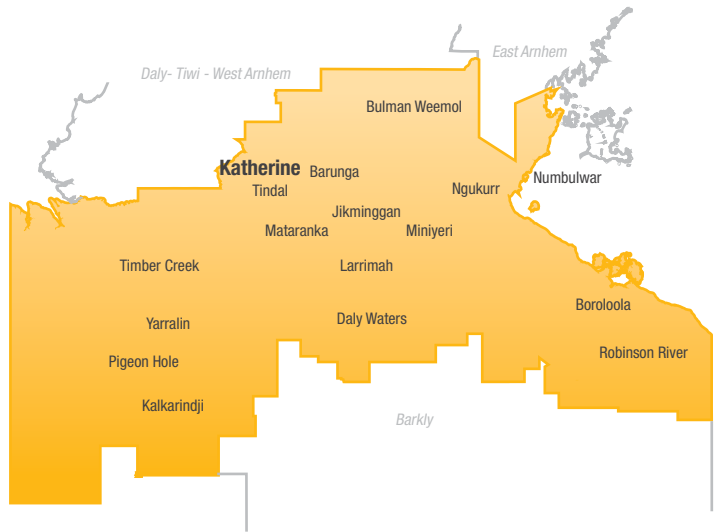 East Arnhem
Daly- Tiwi - West Arnhem
Bulman Weemol
Katherine
Barunga
Tindal
Ngukurr
Numbulwar
Jikminggan
Mataranka
Miniyeri
Timber Creek
Larrimah
Boroloola
Yarralin
Daly Waters
Pigeon Hole
Robinson River
Kalkarindji
Barkly